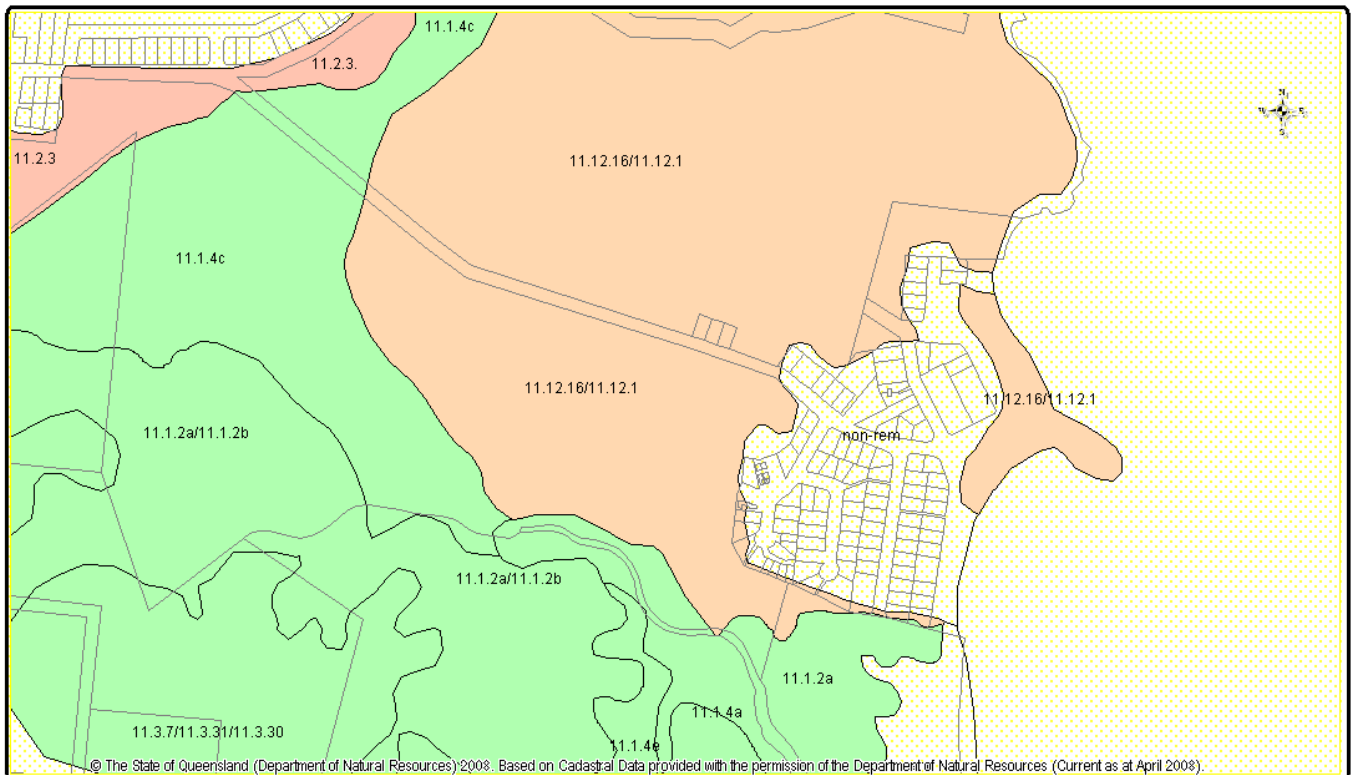 11.1.4c
11.2.3.
N
11.2.3
11.12.16/11.12.1
11.1.4c
11.12.16/11.12.1
11.12.16/11.12.1
11.1.2a/11.1.2b
non-rem
11.1.2a/11.1.2b
11.1.2a
11.1.4a
11.3.7/11.3.31/11.3.30
© The State of Queensland (Department of Natural Resources) 2008. Based on Cadastral Data provided with the permission of the Department of Natural Resources (Current as at April 2008).